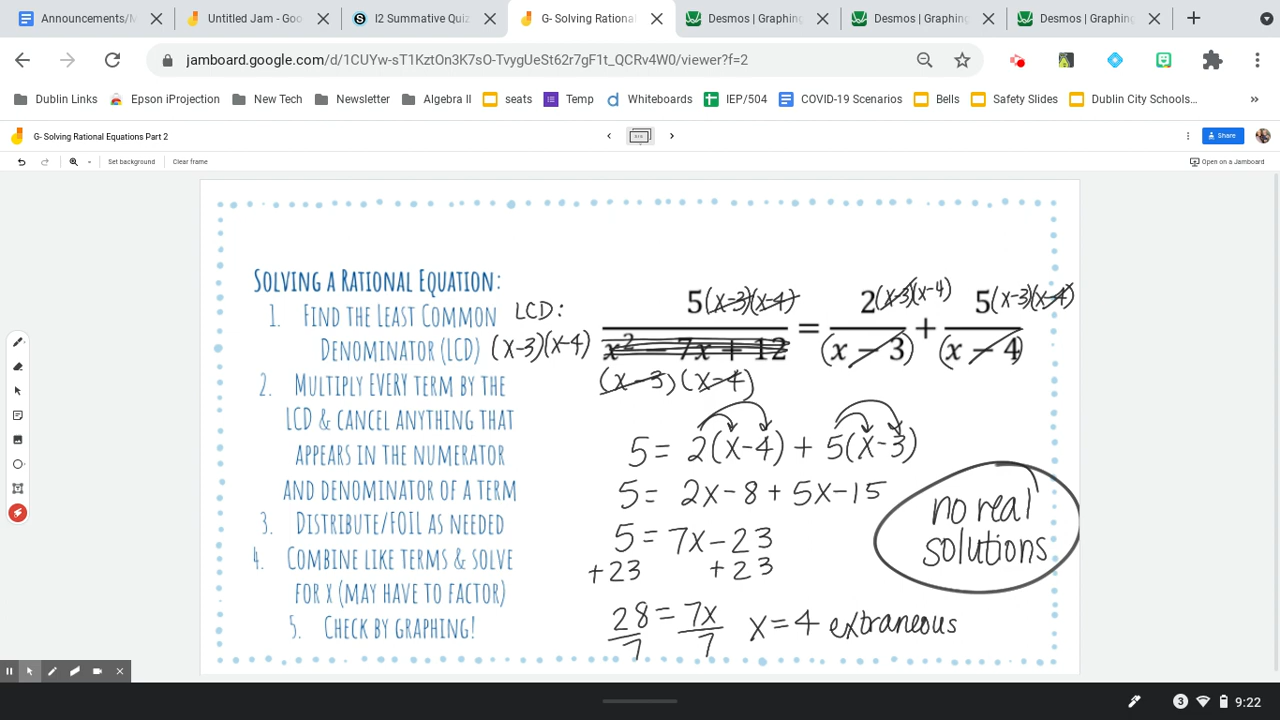 Announcements/M
Untitled Jam - Goo
I2 Summative Quiz
G- Solving Rational
Desmos | Graphing
Desmos | Graphing
Desmos | Graphing
jamboard.google.com/d/1CUYw-sT1KztOn3K7sO-TvygUeSt62r7gF1t_QCRv4W0/viewer?f=2
Dublin Links
Epson iProjection
New Tech
Newsletter
Algebra II
seats
Temp
Whiteboards
IEP/504
COVID-19 Scenarios
Bells
Safety Slides
Dublin City Schools...
»
G- Solving Rational Equations Part 2
Share
Set background
Clear frame
Open on a Jamboard
SOLVING A RATIONAL EQUATION:
1. FIND THE LEAST COMMON
DENOMINATOR (LCD)
2. MULTIPLY EVERY TERM BY THE
LCD & CANCEL ANYTHING THAT
APPEARS IN THE NUMERATOR
AND DENOMINATOR OF A TERM
3. DISTRIBUTE/FOIL AS NEEDED
4. COMBINE LIKE TERMS & SOLVE
FOR X (MAY HAVE TO FACTOR)
5. CHECK BY GRAPHING!
LCD:
(x-3)(x-4)
5(x-3)(x-4) = 2(x-3)(x-4) + 5(x-3)(x-4)
x² - 7x + 12 (x - 3) (x - 4)
(x-3)(x-4)
5 = 2(x-4) + 5(x-3)
5 = 2x-8 + 5x-15
5 = 7x-23
+23 +23
28 = 7x x = 4 extraneous
7 7
no real
solutions
3 9:22